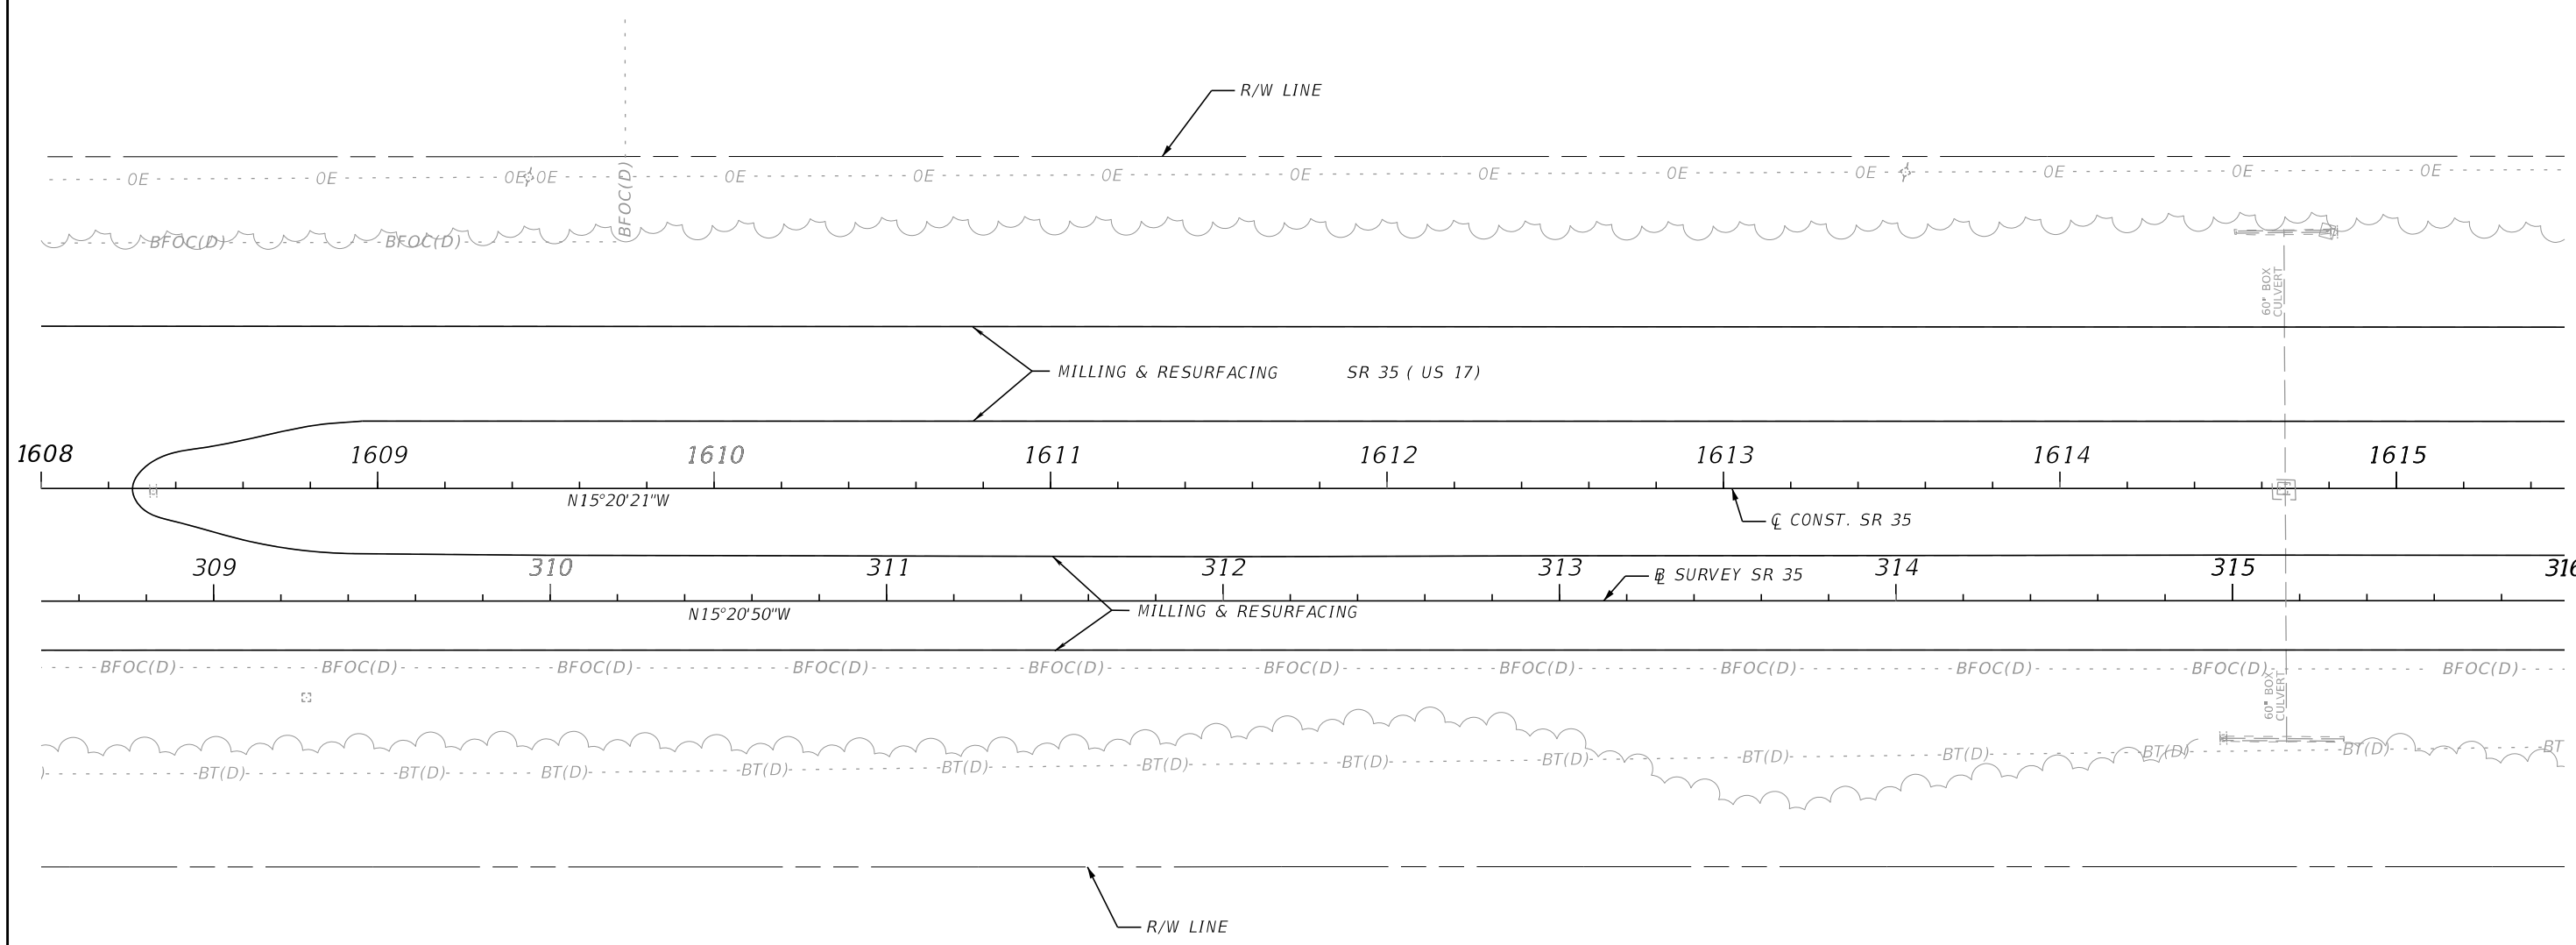 R/W LINE
OE OE OE OE OE OE OE OE OE OE OE OE OE OE
BFOC(D)
BFOC(D) BFOC(D)
60" BOX
CULVERT
MILLING & RESURFACING SR 35 ( US 17)
1608 1609 1610 1611 1612 1613 1614 1615
N15°20'21"W
℄ CONST. SR 35
309 310 311 312 313 314 315 316
BL SURVEY SR 35
N15°20'50"W
MILLING & RESURFACING
BFOC(D) BFOC(D) BFOC(D) BFOC(D) BFOC(D) BFOC(D) BFOC(D) BFOC(D) BFOC(D) BFOC(D) BFOC(D)
60" BOX
CULVERT
) BT(D) BT(D) BT(D) BT(D) BT(D) BT(D) BT(D) BT(D) BT(D) BT(D) BT(D) BT(D) BT
R/W LINE